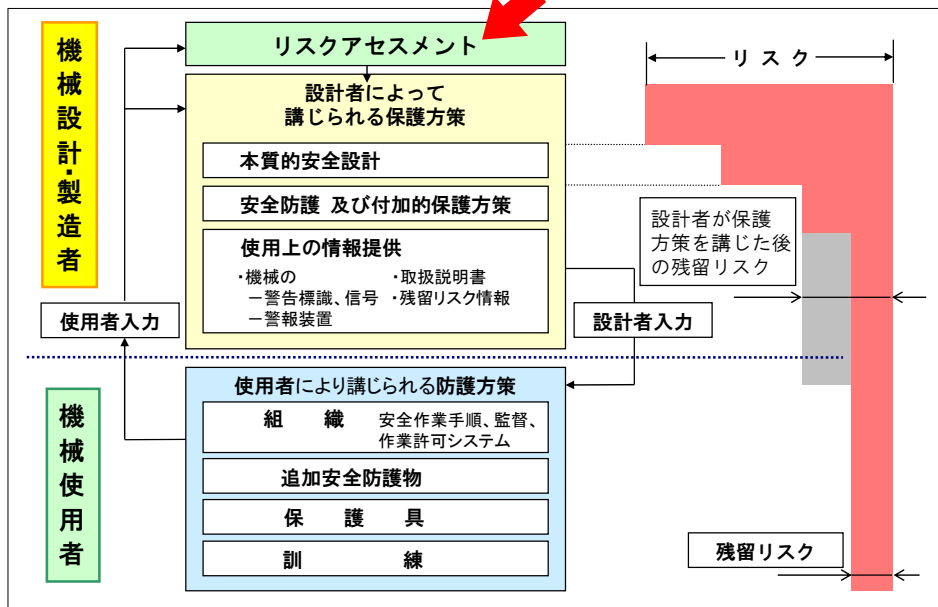 機械設計・製造者
リスクアセスメント
設計者によって
講じられる保護方策
本質的安全設計
安全防護 及び付加的保護方策
使用上の情報提供
・機械の
－警告標識、信号
－警報装置
・取扱説明書
・残留リスク情報
使用者入力
設計者入力
リスク
設計者が保護
方策を講じた後
の残留リスク
機械使用者
使用者により講じられる防護方策
組織
安全作業手順、監督、
作業許可システム
追加安全防護物
保護具
訓練
残留リスク